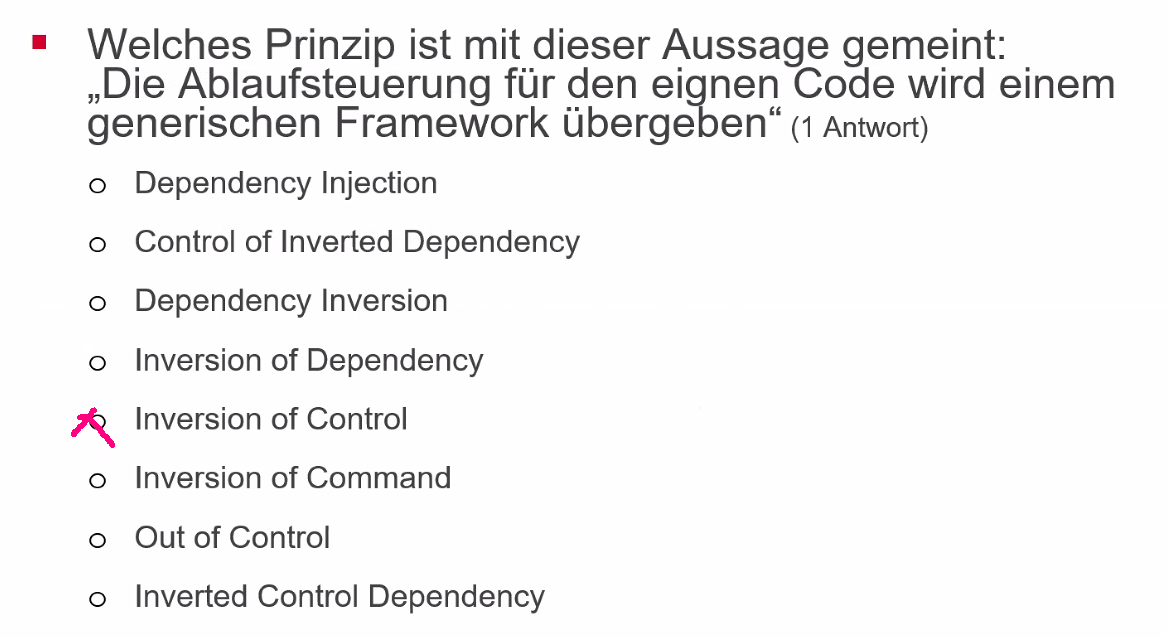 Welches Prinzip ist mit dieser Aussage gemeint:
„Die Ablaufsteuerung für den eignen Code wird einem
generischen Framework übergeben“ (1 Antwort)
Dependency Injection
Control of Inverted Dependency
Dependency Inversion
Inversion of Dependency
Inversion of Control
Inversion of Command
Out of Control
Inverted Control Dependency